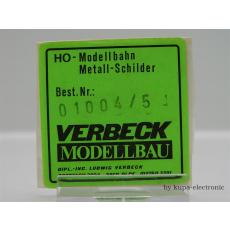 HO-Modellbahn
Metall-Schilder
Best.Nr.:
01004/5
VERBECK
MODELLBAU
DIPL.-ING. LUDWIG VERBECK
by kupa-electronic